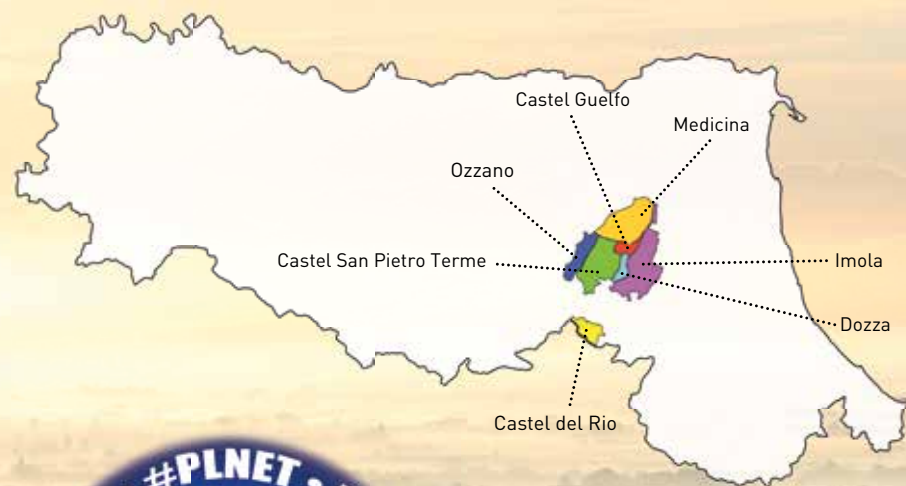 Castel Guelfo
Medicina
Ozzano
Castel San Pietro Terme
Imola
Dozza
Castel del Rio
#PLNET